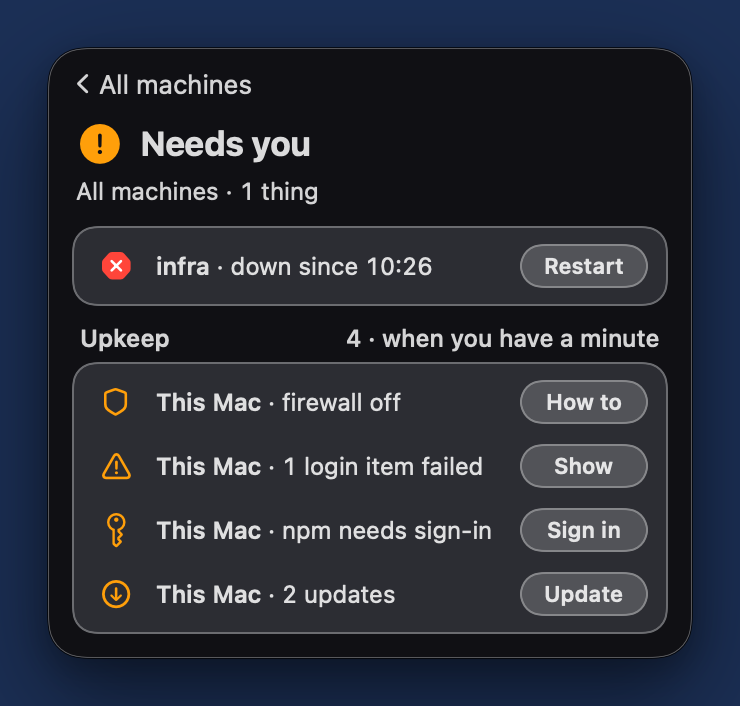 All machines
Needs you
All machines · 1 thing
infra · down since 10:26 Restart
Upkeep 4 · when you have a minute
This Mac · firewall off How to
This Mac · 1 login item failed Show
This Mac · npm needs sign-in Sign in
This Mac · 2 updates Update